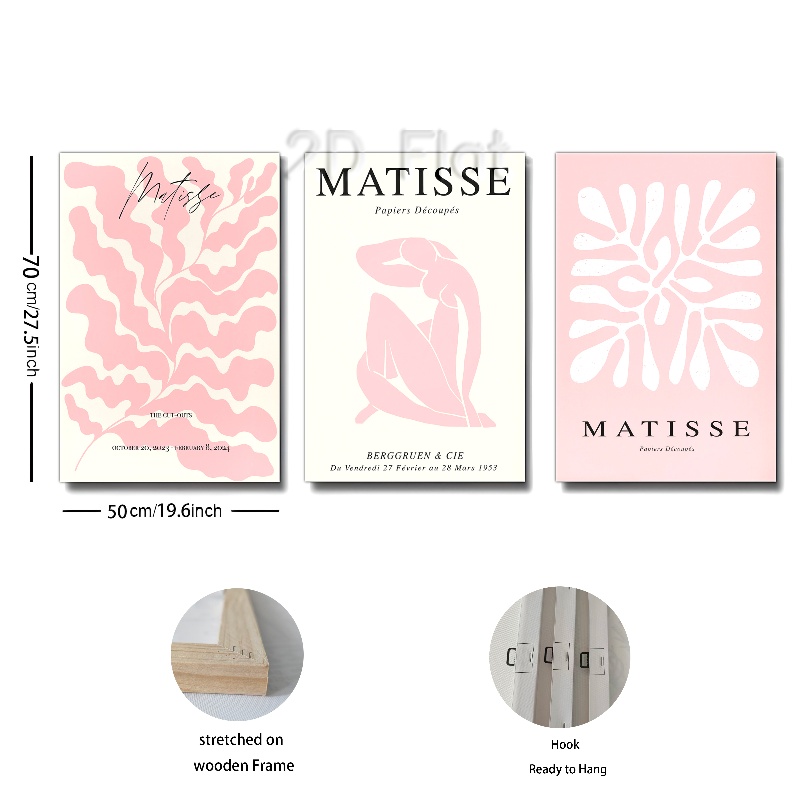 2D Flat
Matisse
THE CUT-OUTS
OCTOBER 20, 2023 - FEBRUARY 8, 2024
MATISSE
Papiers Découpés
BERGGRUEN & CIE
Du Vendredi 27 Février au 28 Mars 1953
MATISSE
Papiers Découpés
70 cm/27.5inch
50 cm/19.6inch
stretched on
wooden Frame
Hook
Ready to Hang